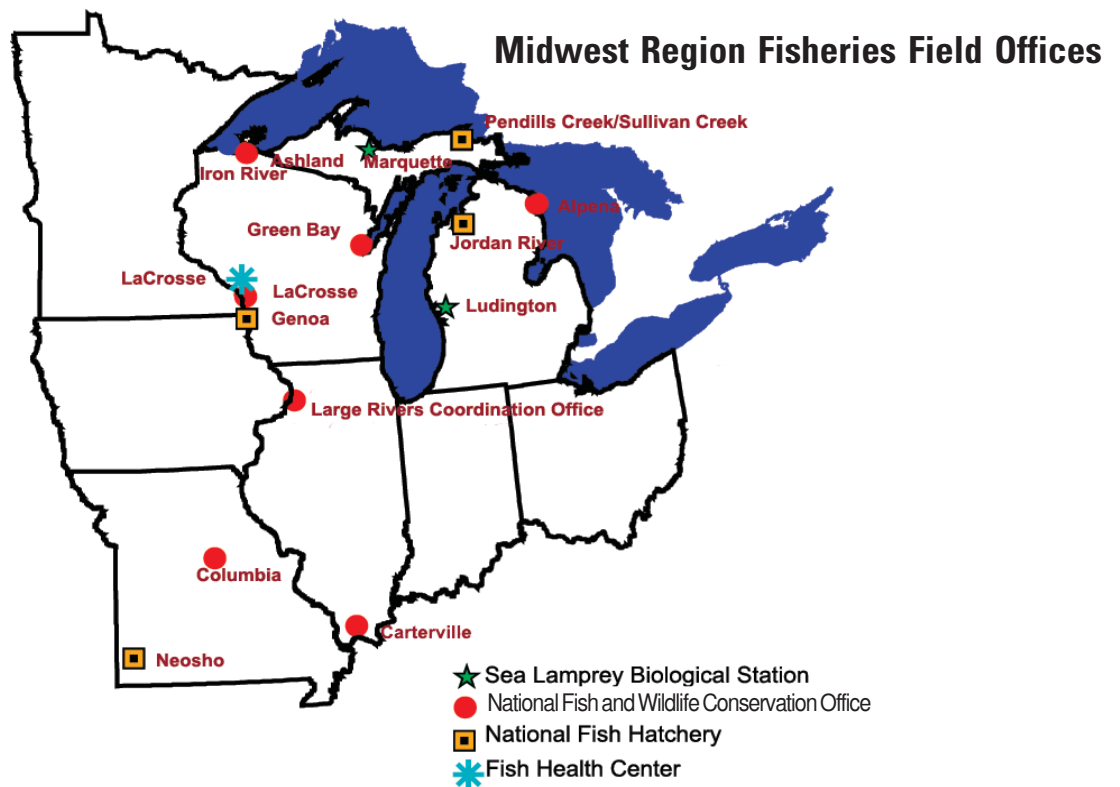 Midwest Region Fisheries Field Offices
Pendills Creek/Sullivan Creek
Ashland
Marquette
Iron River
Alpena
Green Bay
Jordan River
LaCrosse
LaCrosse
Ludington
Genoa
Large Rivers Coordination Office
Columbia
Carterville
Neosho
Sea Lamprey Biological Station
National Fish and Wildlife Conservation Office
National Fish Hatchery
Fish Health Center